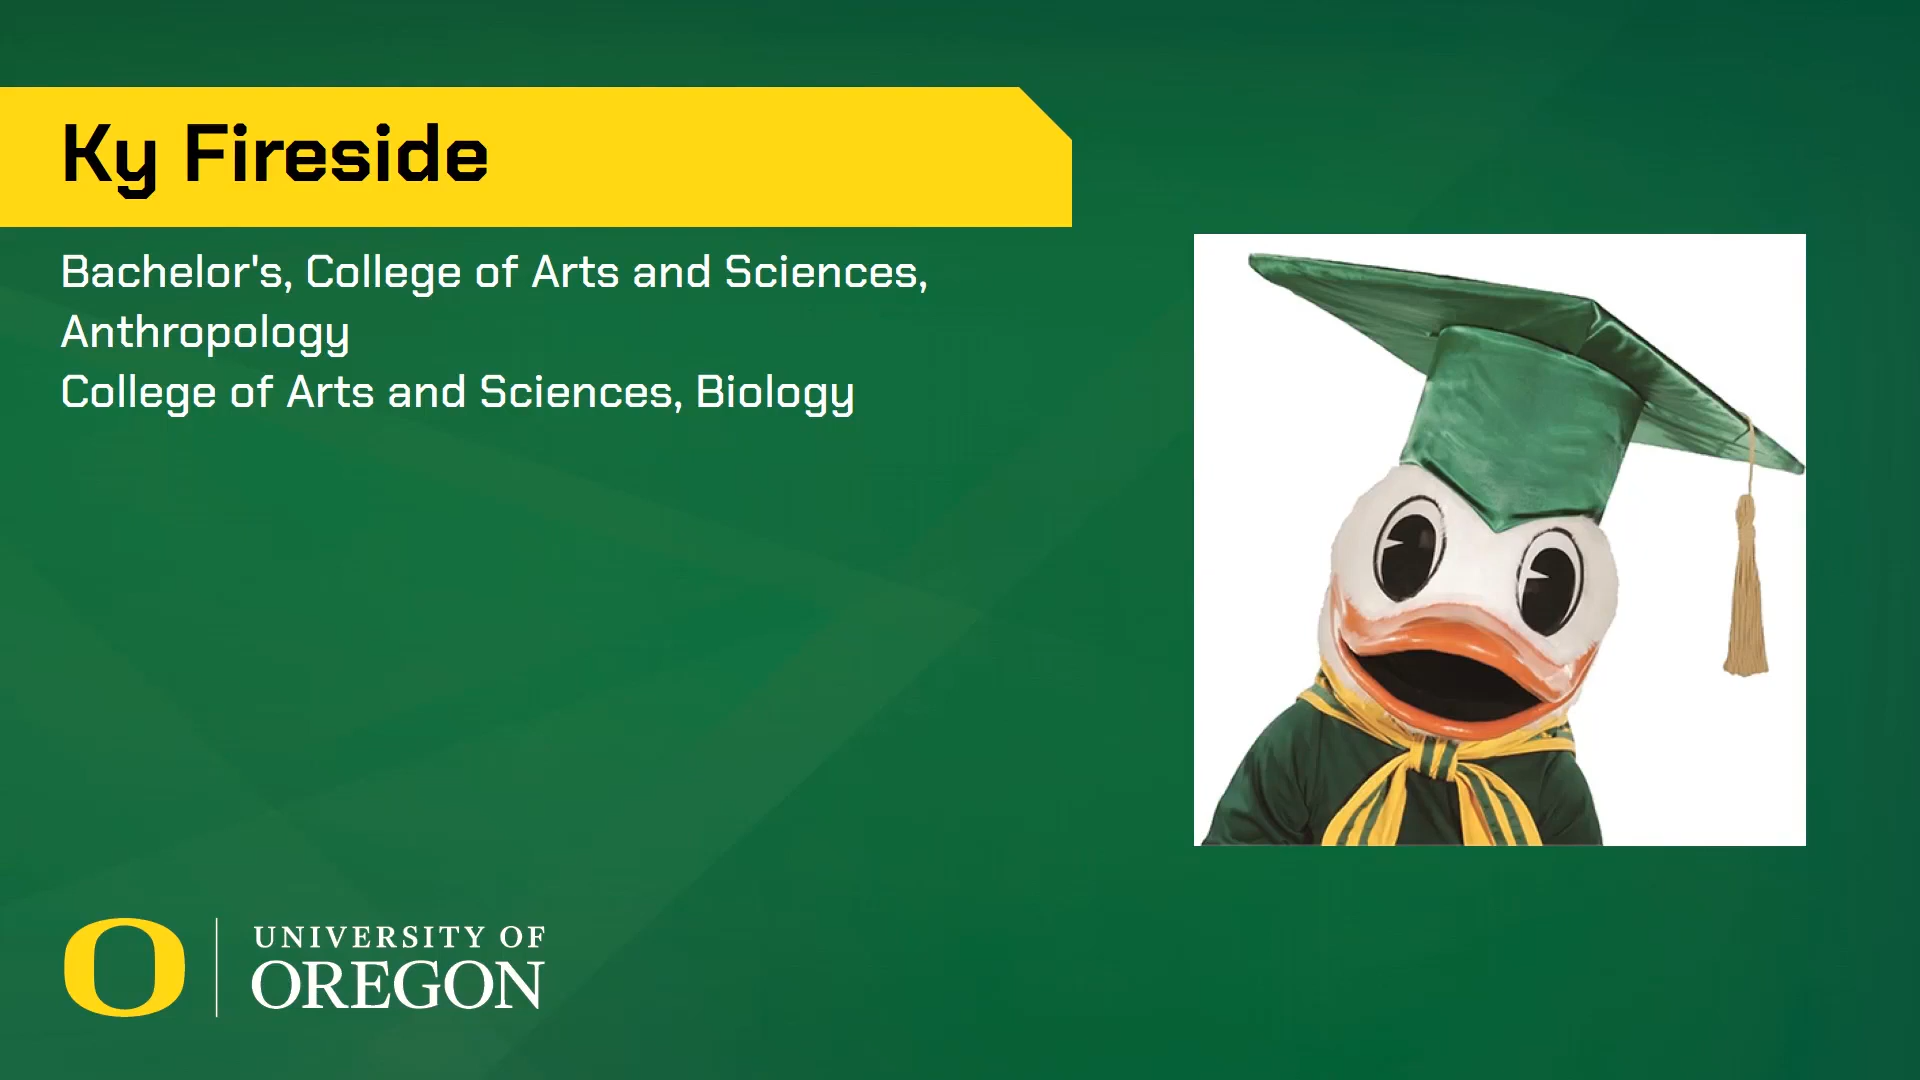 Ky Fireside
Bachelor's, College of Arts and Sciences,
Anthropology
College of Arts and Sciences, Biology
UNIVERSITY OF
OREGON